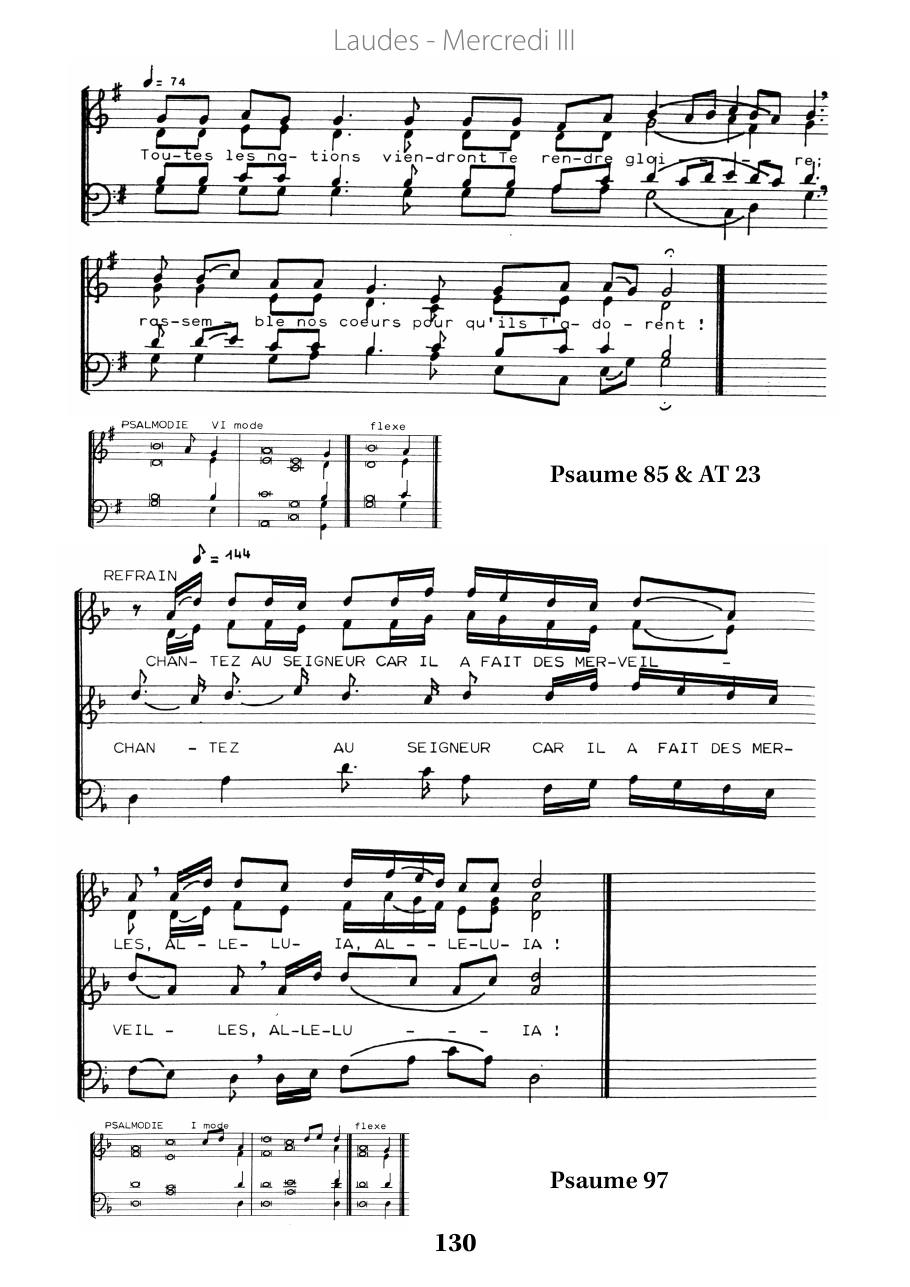 Laudes - Mercredi III
♩= 74
Tou-tes les na- tions vien-dront Te ren-dre gloi - - - - re;
ras-sem - ble nos coeurs pour qu'ils T'a- do - rent !
PSALMODIE VI mode flexe
Psaume 85 & AT 23
♪ = 144
REFRAIN
CHAN- TEZ AU SEIGNEUR CAR IL A FAIT DES MER-VEIL -
CHAN - TEZ AU SEIGNEUR CAR IL A FAIT DES MER-
LES, AL - LE- LU- IA, AL - - LE-LU- IA !
VEIL - LES, AL-LE-LU - - - IA !
PSALMODIE I mode flexe
Psaume 97
130